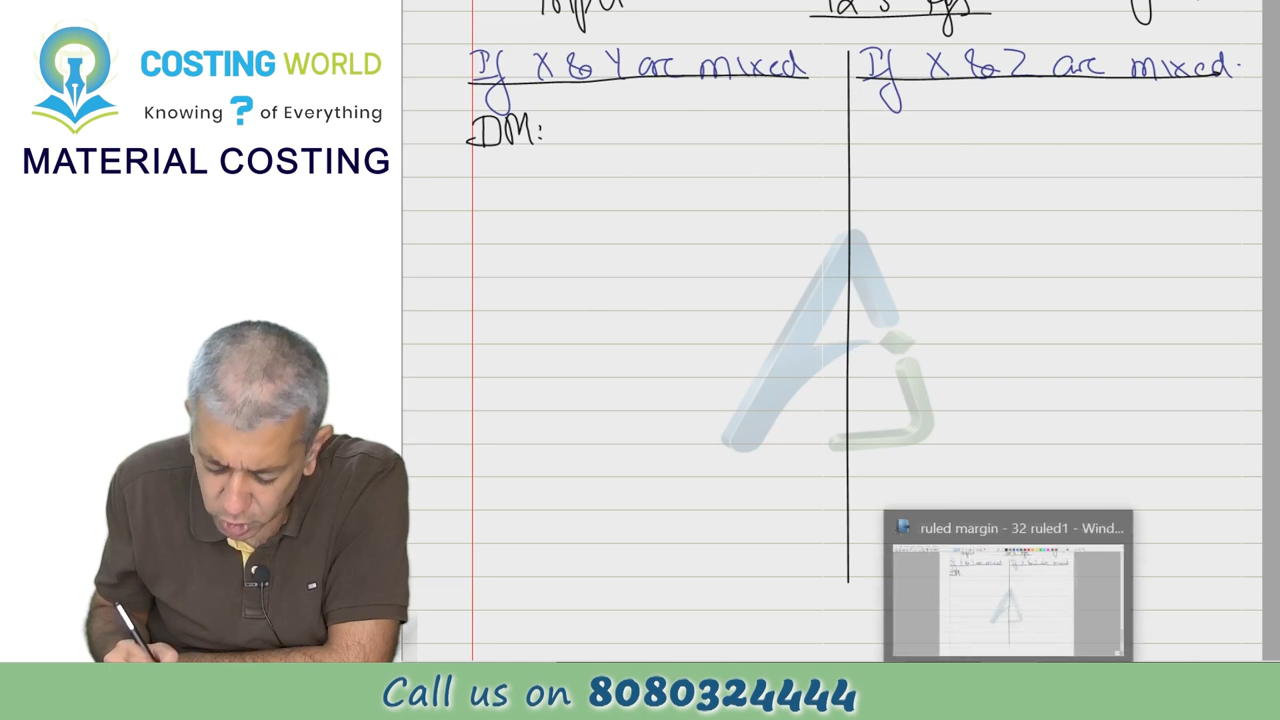 COSTING WORLD
Knowing ? of Everything
MATERIAL COSTING
Input
If X & Y are mixed
If X & Z are mixed.
DM:
ruled margin - 32 ruled1 - Wind...
Call us on 8080324444